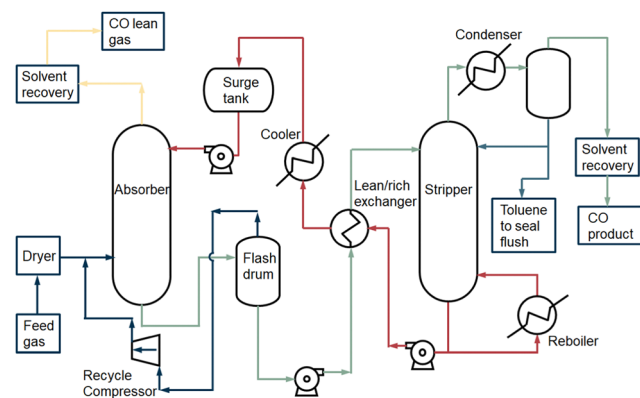 CO lean
gas
Solvent
recovery
Surge
tank
Condenser
Cooler
Absorber
Lean/rich
exchanger
Stripper
Solvent
recovery
Toluene
to seal
flush
CO
product
Dryer
Flash
drum
Feed
gas
Recycle
Compressor
Reboiler